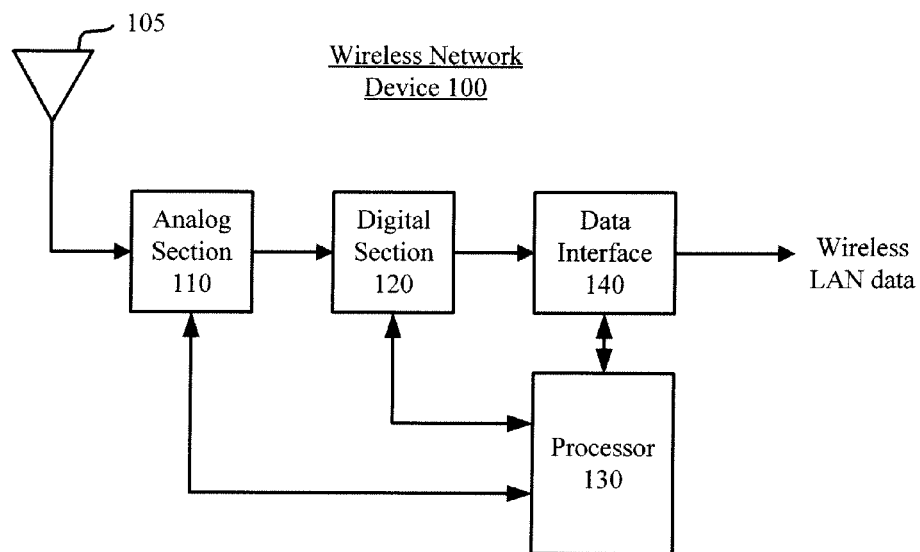 105
Wireless Network
Device 100
Analog
Section
110
Digital
Section
120
Data
Interface
140
Wireless
LAN data
Processor
130